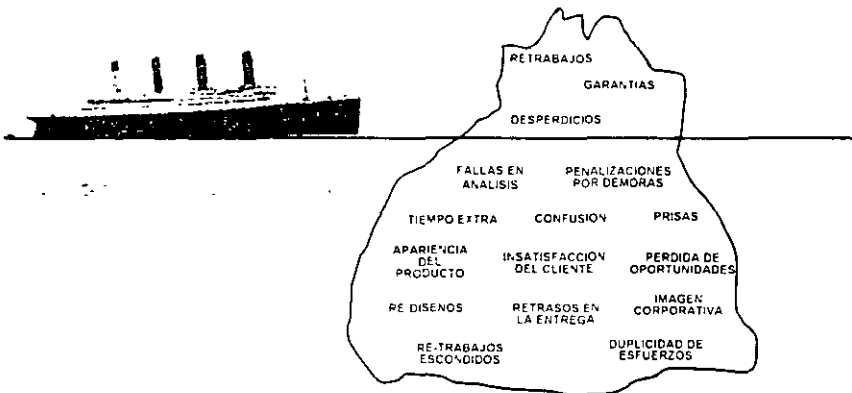 RETRABAJOS
GARANTIAS
DESPERDICIOS
FALLAS EN
ANALISIS
PENALIZACIONES
POR DEMORAS
TIEMPO EXTRA
CONFUSION
PRISAS
APARIENCIA
DEL
PRODUCTO
INSATISFACCION
DEL CLIENTE
PERDIDA DE
OPORTUNIDADES
RE DISENOS
RETRASOS EN
LA ENTREGA
IMAGEN
CORPORATIVA
RE-TRABAJOS
ESCONDIDOS
DUPLICIDAD DE
ESFUERZOS